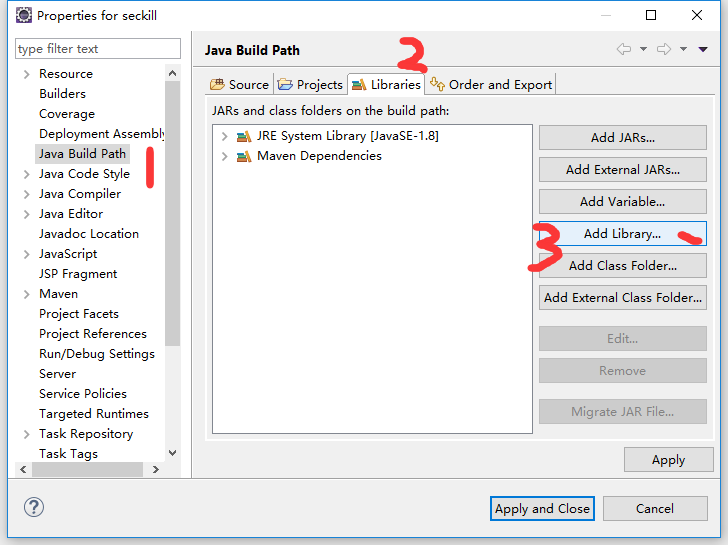 Properties for seckill
type filter text
Resource
Builders
Coverage
Deployment Assembly
Java Build Path
Java Code Style
Java Compiler
Java Editor
Javadoc Location
JavaScript
JSP Fragment
Maven
Project Facets
Project References
Run/Debug Settings
Server
Service Policies
Targeted Runtimes
Task Repository
Task Tags
1
Java Build Path
2
Source
Projects
Libraries
Order and Export
JARs and class folders on the build path:
JRE System Library [JavaSE-1.8]
Maven Dependencies
Add JARs...
Add External JARs...
Add Variable...
Add Library...
3
Add Class Folder...
Add External Class Folder...
Edit...
Remove
Migrate JAR File...
Apply
?
Apply and Close
Cancel